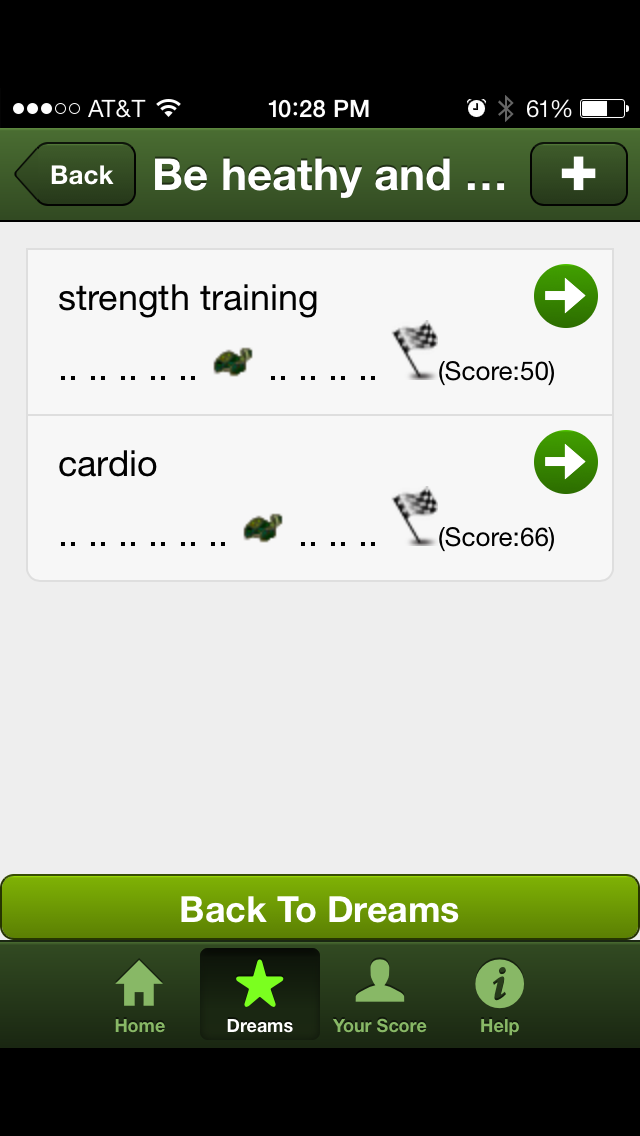 AT&T 10:28 PM 61%
Back Be heathy and ...
strength training
.. .. .. .. .. .. .. .. .. (Score:50)
cardio
.. .. .. .. .. .. .. .. .. (Score:66)
Back To Dreams
Home Dreams Your Score Help